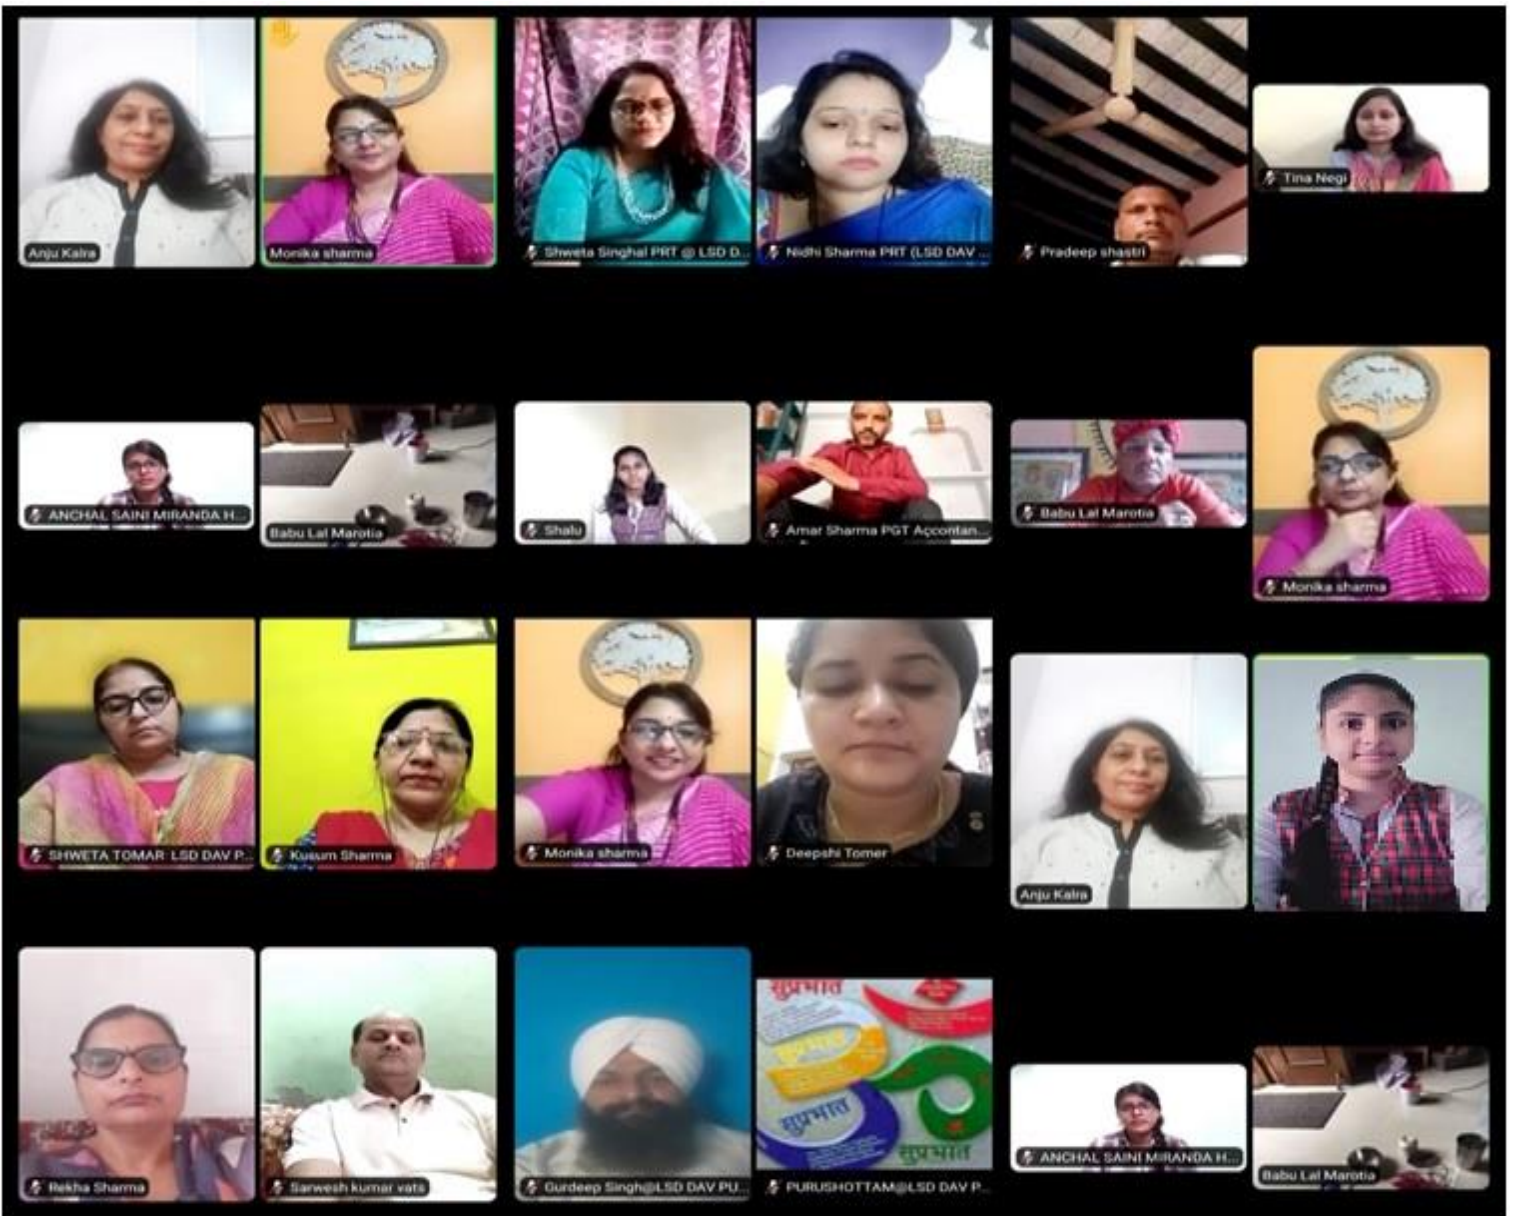 Anju Kalra
Monika sharma
Shweta Singhal PRT @ LSD D...
Nidhi Sharma PRT (LSD DAV ...
Pradeep shastri
Tina Negi
ANCHAL SAINI MIRANDA H...
Babu Lal Marotia
Shalu
Amar Sharma PGT Accontan...
Babu Lal Marotia
Monika sharma
SHWETA TOMAR LSD DAV P...
Kusum Sharma
Monika sharma
Deepshi Tomer
Anju Kalra
Rekha Sharma
Sarwesh kumar vats
Gurdeep Singh@LSD DAV PU...
सुप्रभात
सुप्रभात
सुप्रभात
सुप्रभात
PURUSHOTTAM@LSD DAV P...
ANCHAL SAINI MIRANDA H...
Babu Lal Marotia